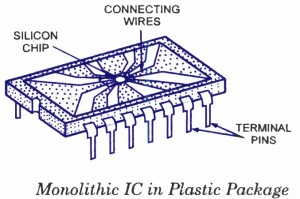 CONNECTING
WIRES
SILICON
CHIP
TERMINAL
PINS
Monolithic IC in Plastic Package